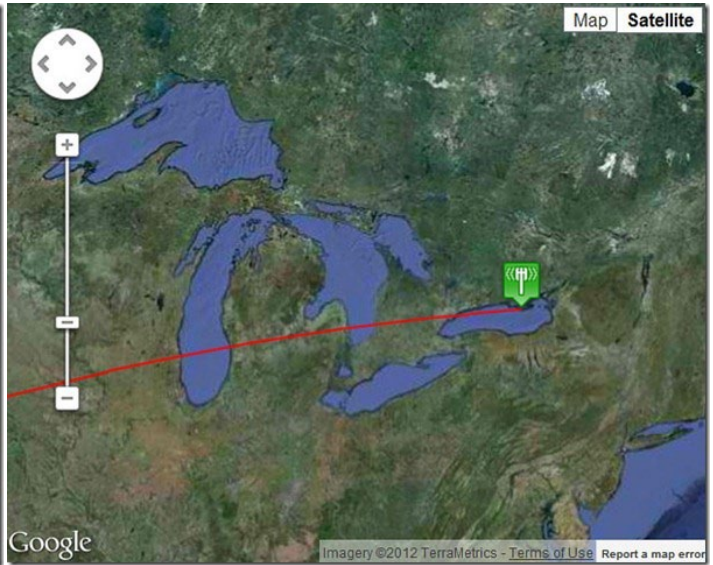 Map Satellite
Google
Imagery ©2012 TerraMetrics - Terms of Use Report a map error